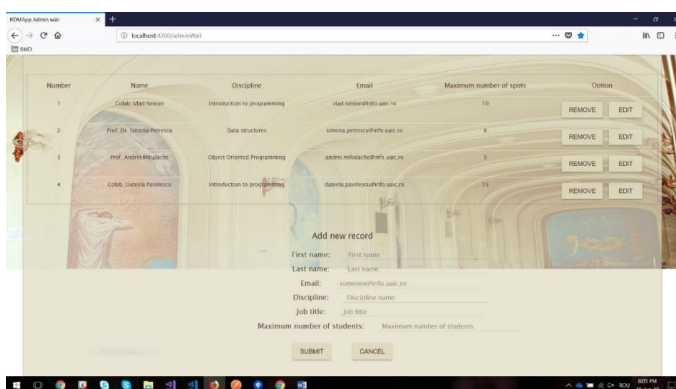 BDMApp Admin wall
localhost:4200/adminWall
BMO
Number Name Discipline Email Maximum number of spots Option
1 Colab. Vlad Simion Introduction to programming vlad.simion@info.uaic.ro 10 REMOVE EDIT
2 Prof. Dr. Simona Petrescu Data structures simona.petrescu@info.uaic.ro 8 REMOVE EDIT
3 Prof. Andrei Mihalache Object Oriented Programming andrei.mihalache@info.uaic.ro 5 REMOVE EDIT
4 Colab. Daniela Pavelescu Introduction to programming daniela.pavelescu@info.uaic.ro 15 REMOVE EDIT
Add new record
First name: First name
Last name: Last name
Email: someone@info.uaic.ro
Discipline: Discipline name
Job title: Job title
Maximum number of students: Maximum number of students
SUBMIT CANCEL
ROU 6:03 PM